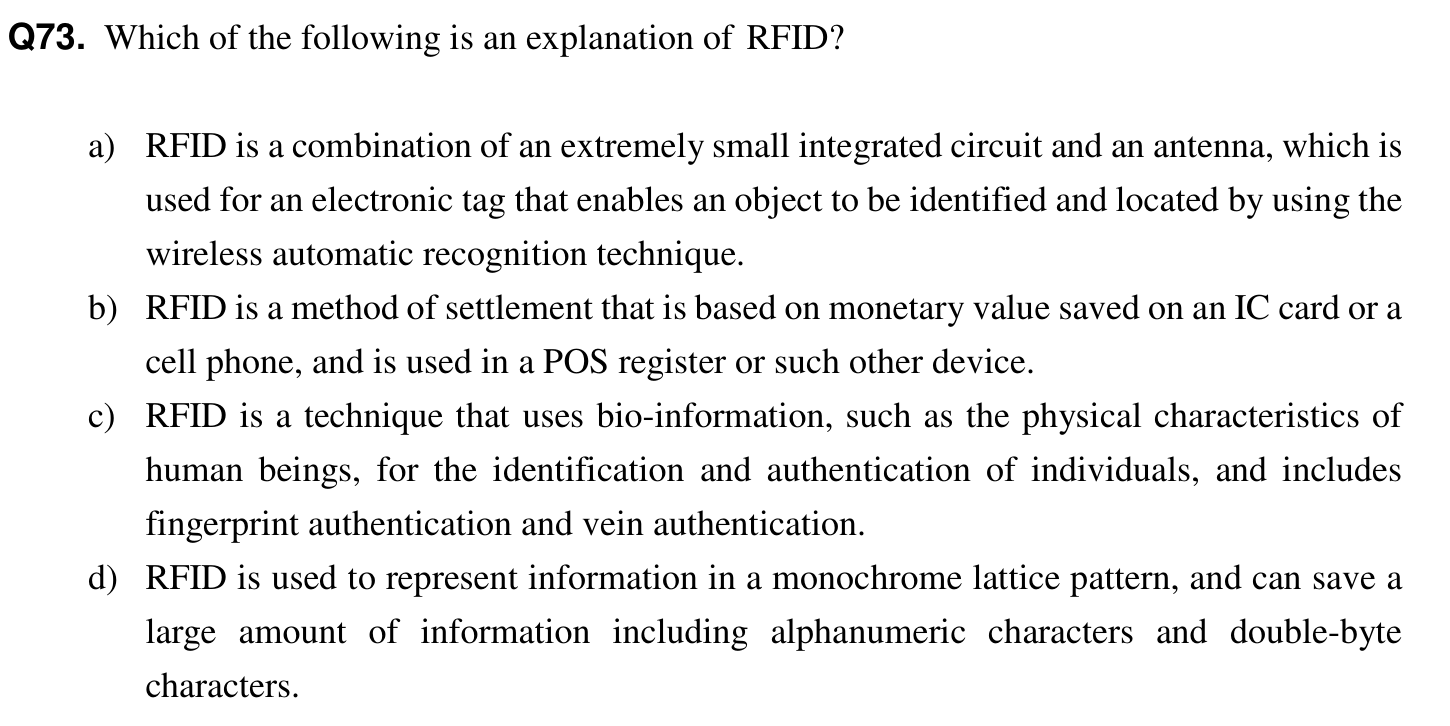 Q73. Which of the following is an explanation of RFID?
a) RFID is a combination of an extremely small integrated circuit and an antenna, which is
used for an electronic tag that enables an object to be identified and located by using the
wireless automatic recognition technique.
b) RFID is a method of settlement that is based on monetary value saved on an IC card or a
cell phone, and is used in a POS register or such other device.
c) RFID is a technique that uses bio-information, such as the physical characteristics of
human beings, for the identification and authentication of individuals, and includes
fingerprint authentication and vein authentication.
d) RFID is used to represent information in a monochrome lattice pattern, and can save a
large amount of information including alphanumeric characters and double-byte
characters.